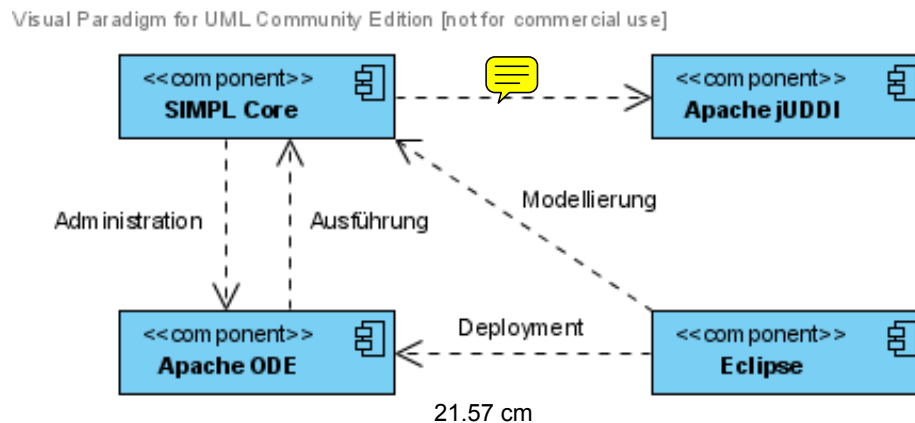 Visual Paradigm for UML Community Edition [not for commercial use]
<<component>>
SIMPL Core
<<component>>
Apache jUDDI
Modellierung
Administration
Ausführung
<<component>>
Apache ODE
Deployment
<<component>>
Eclipse
21.57 cm